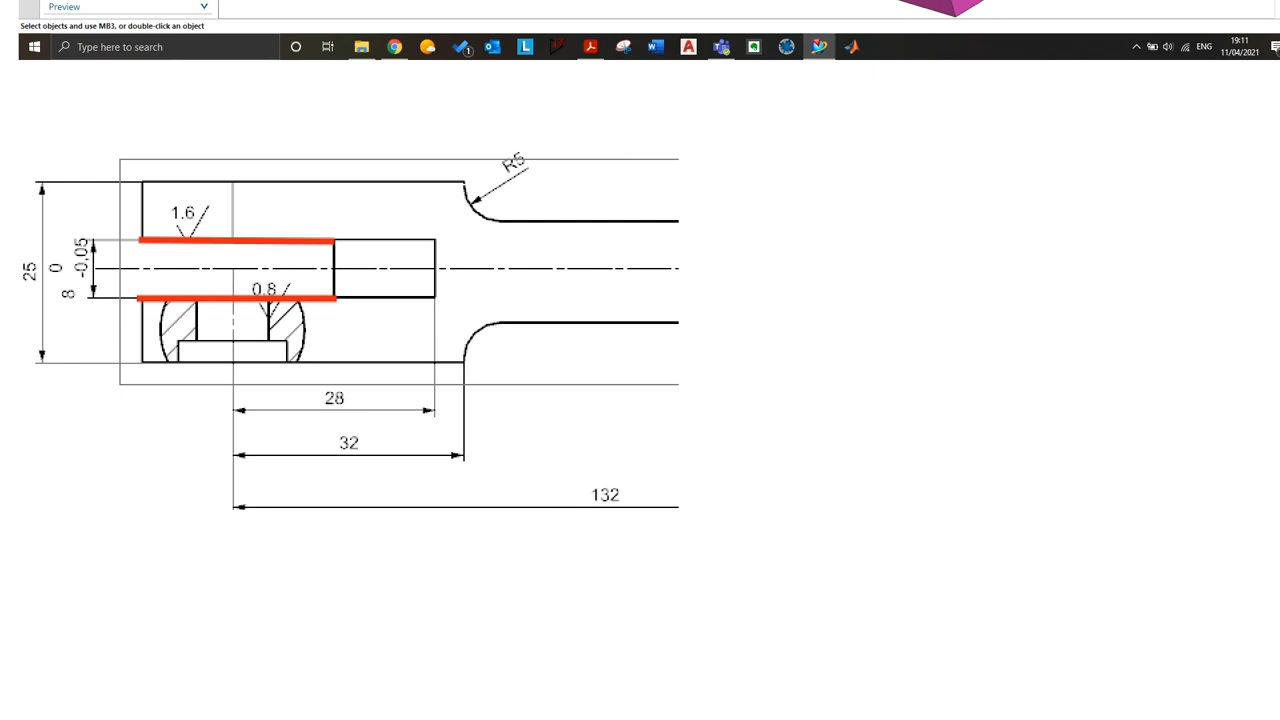 Preview
Select objects and use MB3, or double-click an object
Type here to search
1
L
W
A
ENG
19:11
11/04/2021
R5
1.6
25
8 0 -0,05
0.8
28
32
132